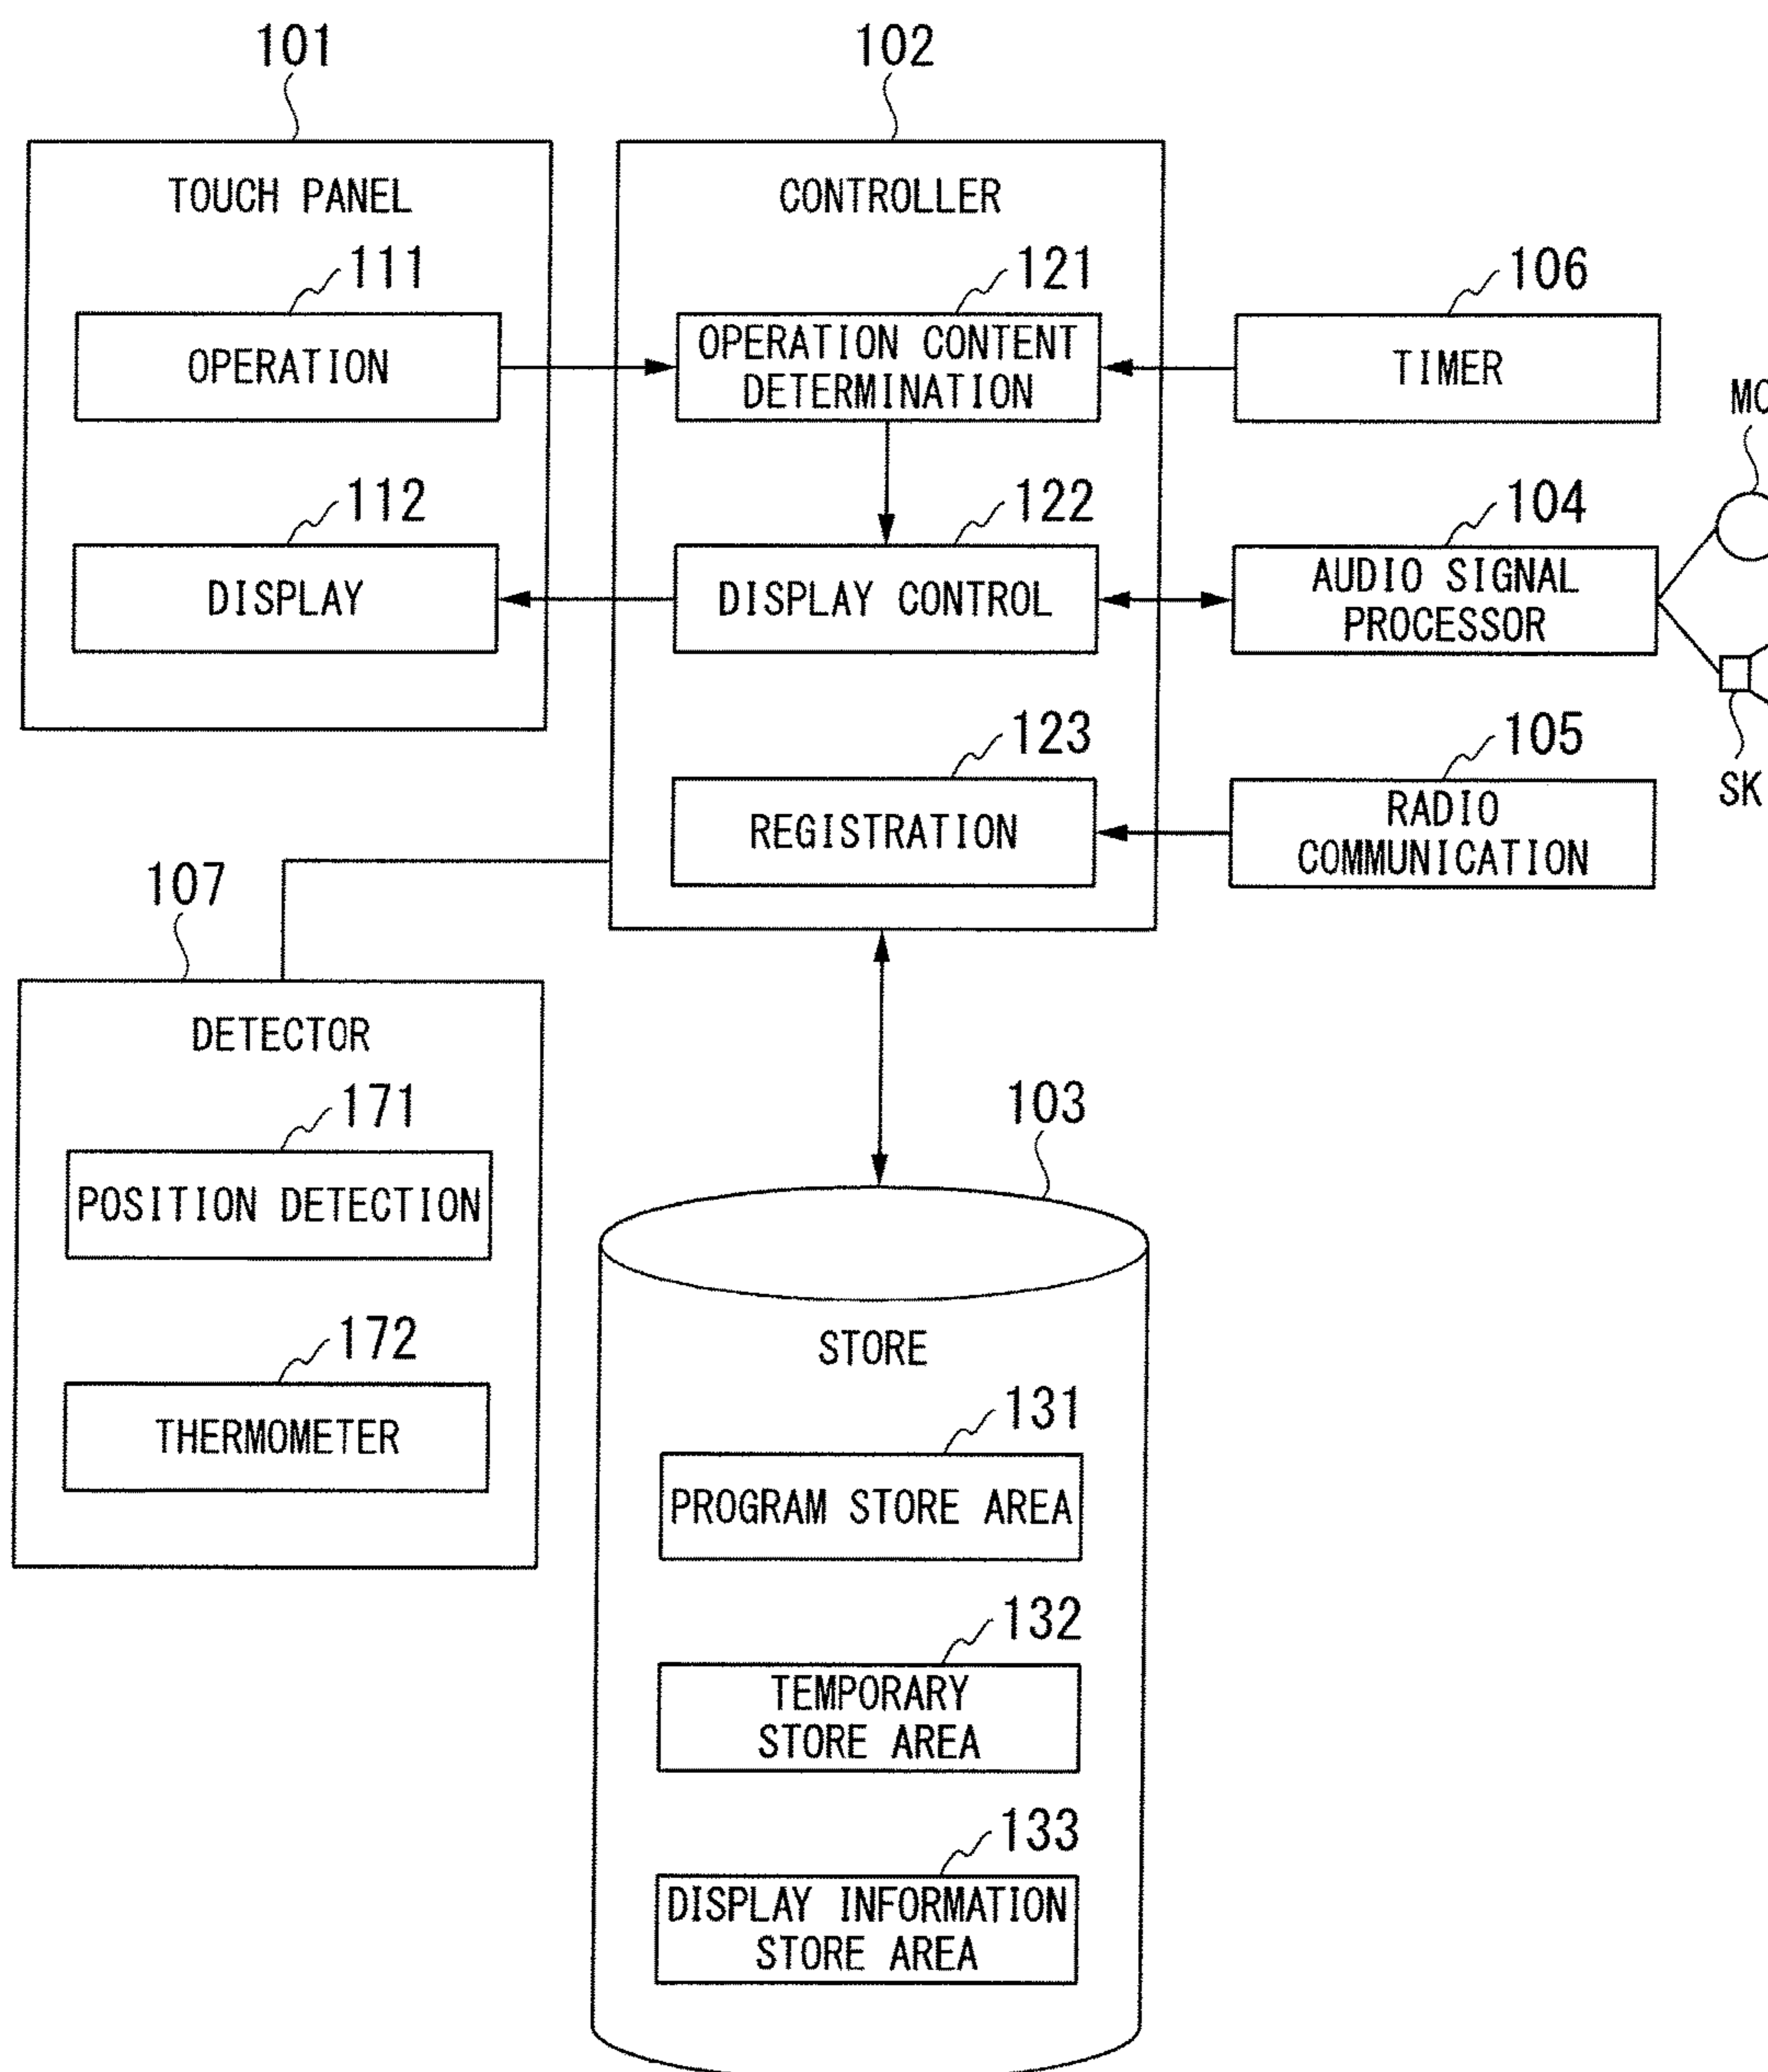 101
102
TOUCH PANEL
CONTROLLER
111
121
106
OPERATION
OPERATION CONTENT
DETERMINATION
TIMER
112
122
104
DISPLAY
DISPLAY CONTROL
AUDIO SIGNAL
PROCESSOR
SK
123
105
REGISTRATION
RADIO
COMMUNICATION
107
DETECTOR
171
POSITION DETECTION
172
THERMOMETER
103
STORE
131
PROGRAM STORE AREA
132
TEMPORARY
STORE AREA
133
DISPLAY INFORMATION
STORE AREA